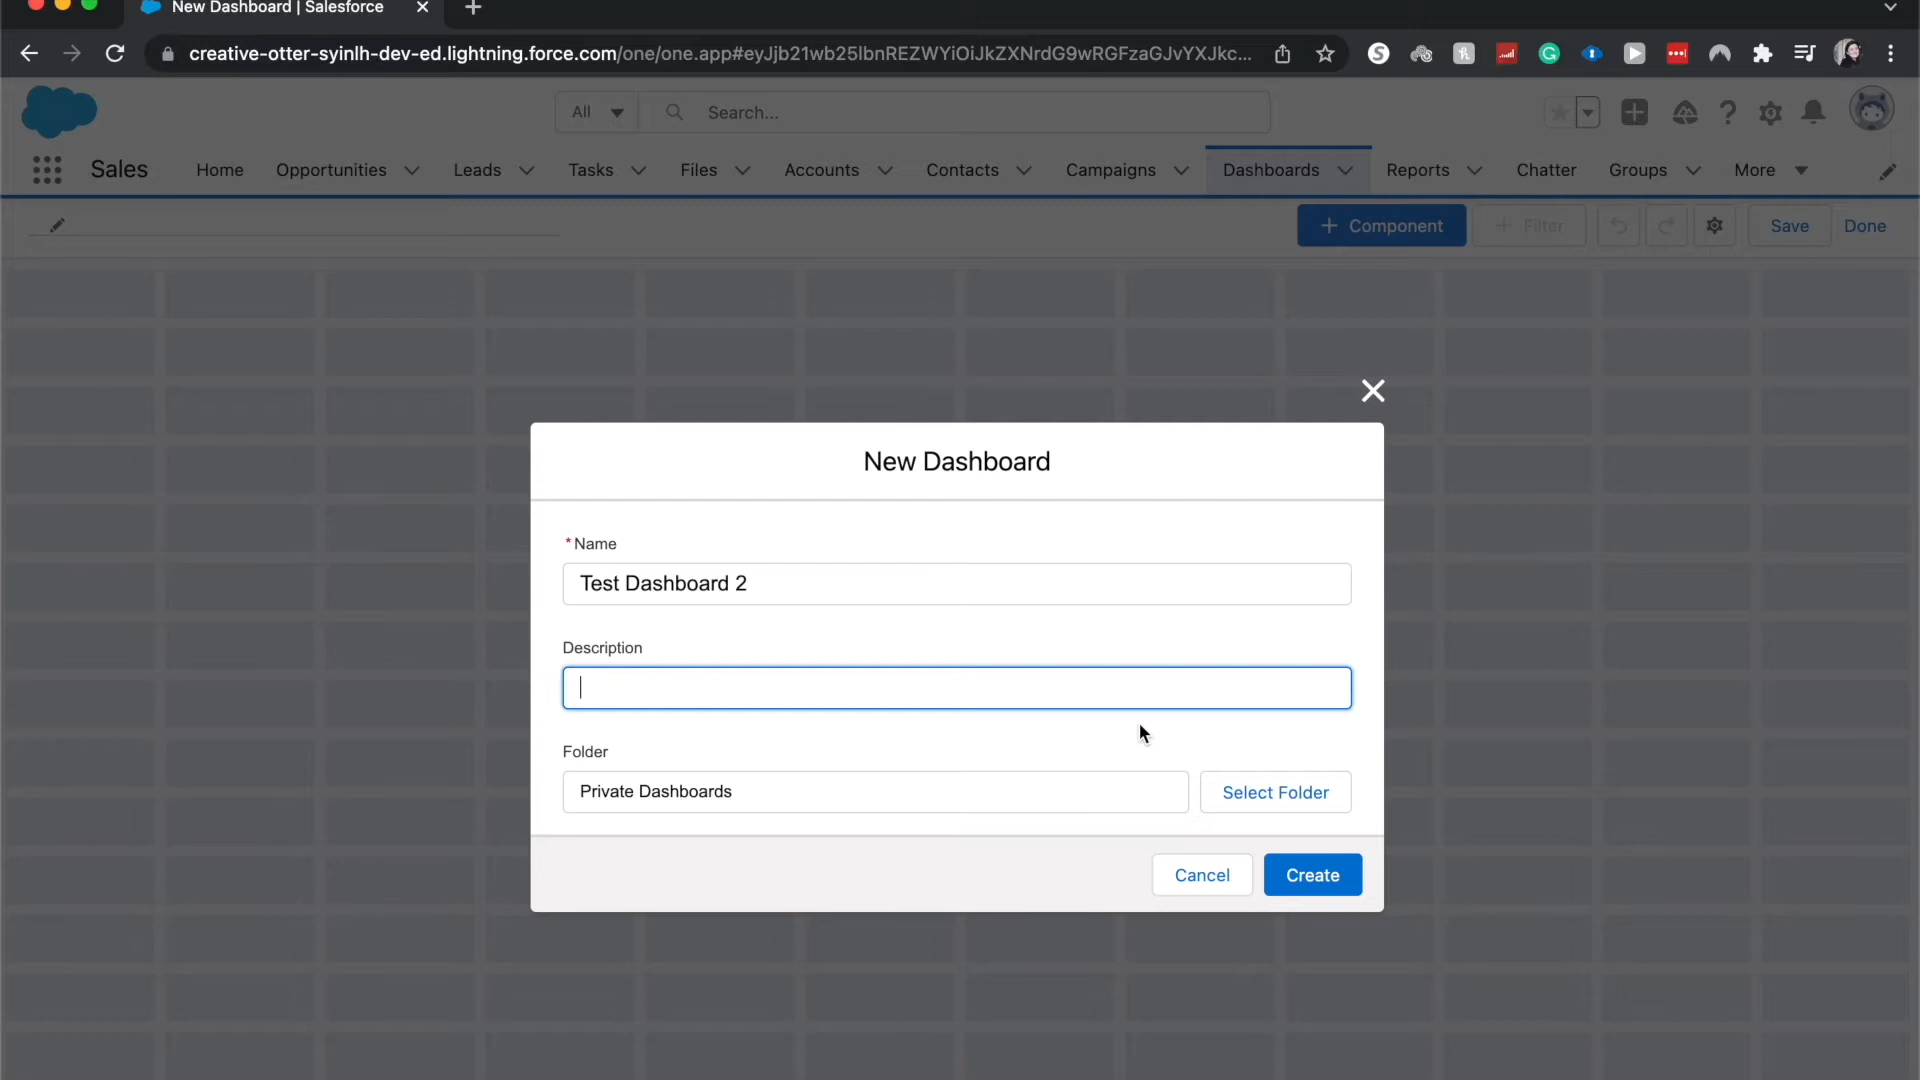 New Dashboard | Salesforce
creative-otter-syinlh-dev-ed.lightning.force.com/one/one.app#eyJjb21wb25lbnREZWYiOiJkZXNrdG9wRGFzaGJvYXJkc...
All
Search...
Sales
Home
Opportunities
Leads
Tasks
Files
Accounts
Contacts
Campaigns
Dashboards
Reports
Chatter
Groups
More
+ Component
+ Filter
Save
Done
New Dashboard
* Name
Test Dashboard 2
Description
Folder
Private Dashboards
Select Folder
Cancel
Create